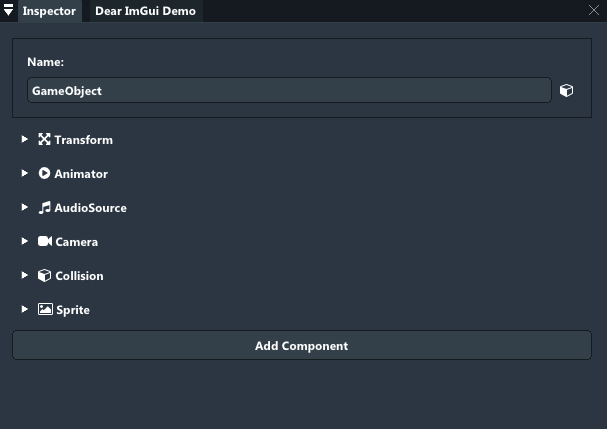 Inspector Dear ImGui Demo
Name:
GameObject
Transform
Animator
AudioSource
Camera
Collision
Sprite
Add Component